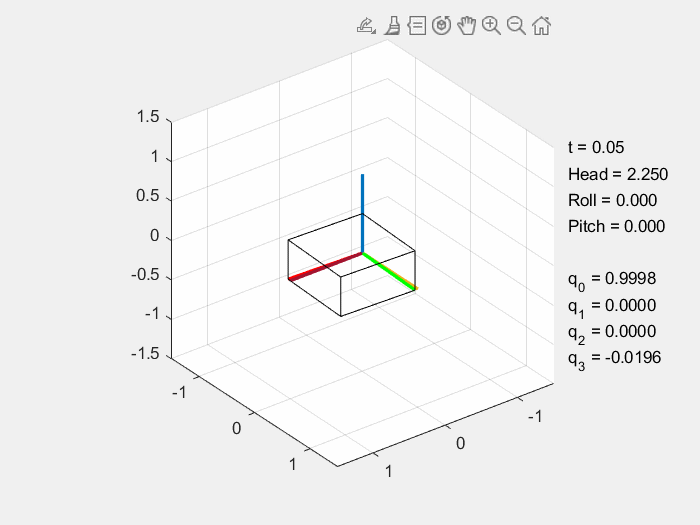 1.5
1
0.5
0
-0.5
-1
-1.5
-1
0
1
1
0
-1
t = 0.05
Head = 2.250
Roll = 0.000
Pitch = 0.000
q0 = 0.9998
q1 = 0.0000
q2 = 0.0000
q3 = -0.0196